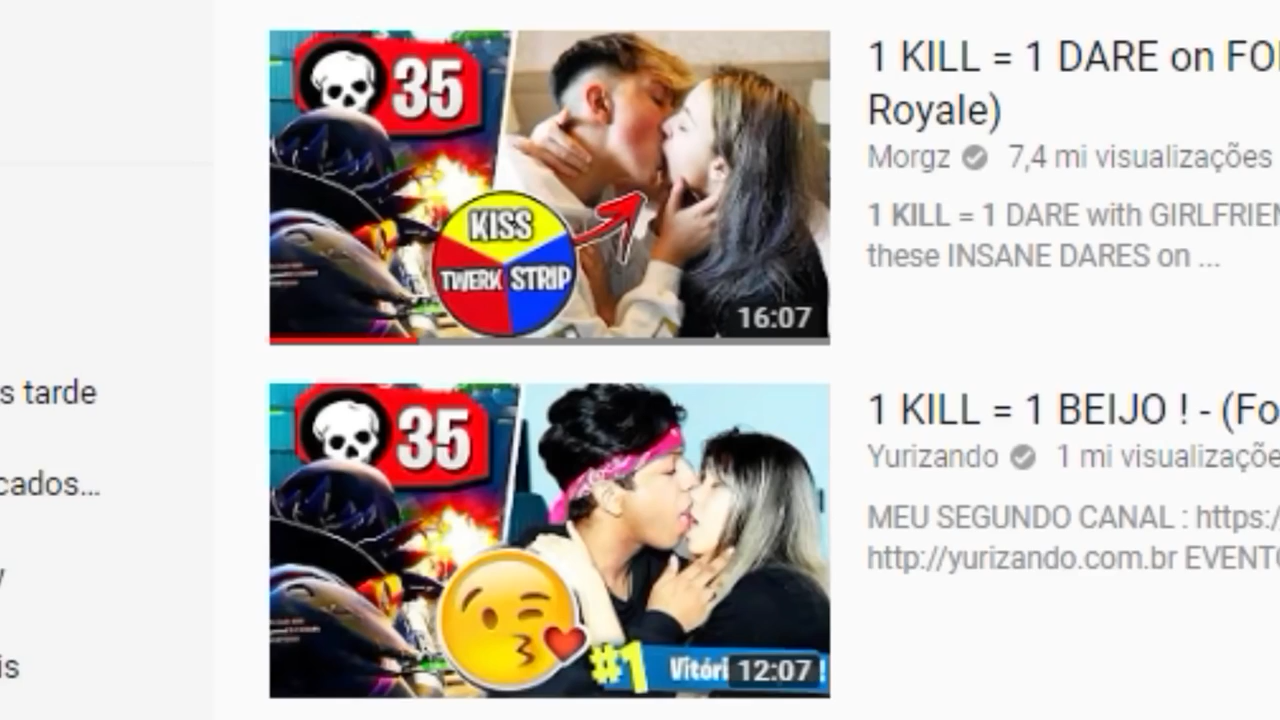 35
KISS
TWERK STRIP
16:07
1 KILL = 1 DARE on FO
Royale)
Morgz 7,4 mi visualizações
1 KILL = 1 DARE with GIRLFRIEN
these INSANE DARES on ...
s tarde
cados...
is
35
#1 Vitóri 12:07
1 KILL = 1 BEIJO ! - (Fo
Yurizando 1 mi visualizaçõe
MEU SEGUNDO CANAL : https:/
http://yurizando.com.br EVENTO